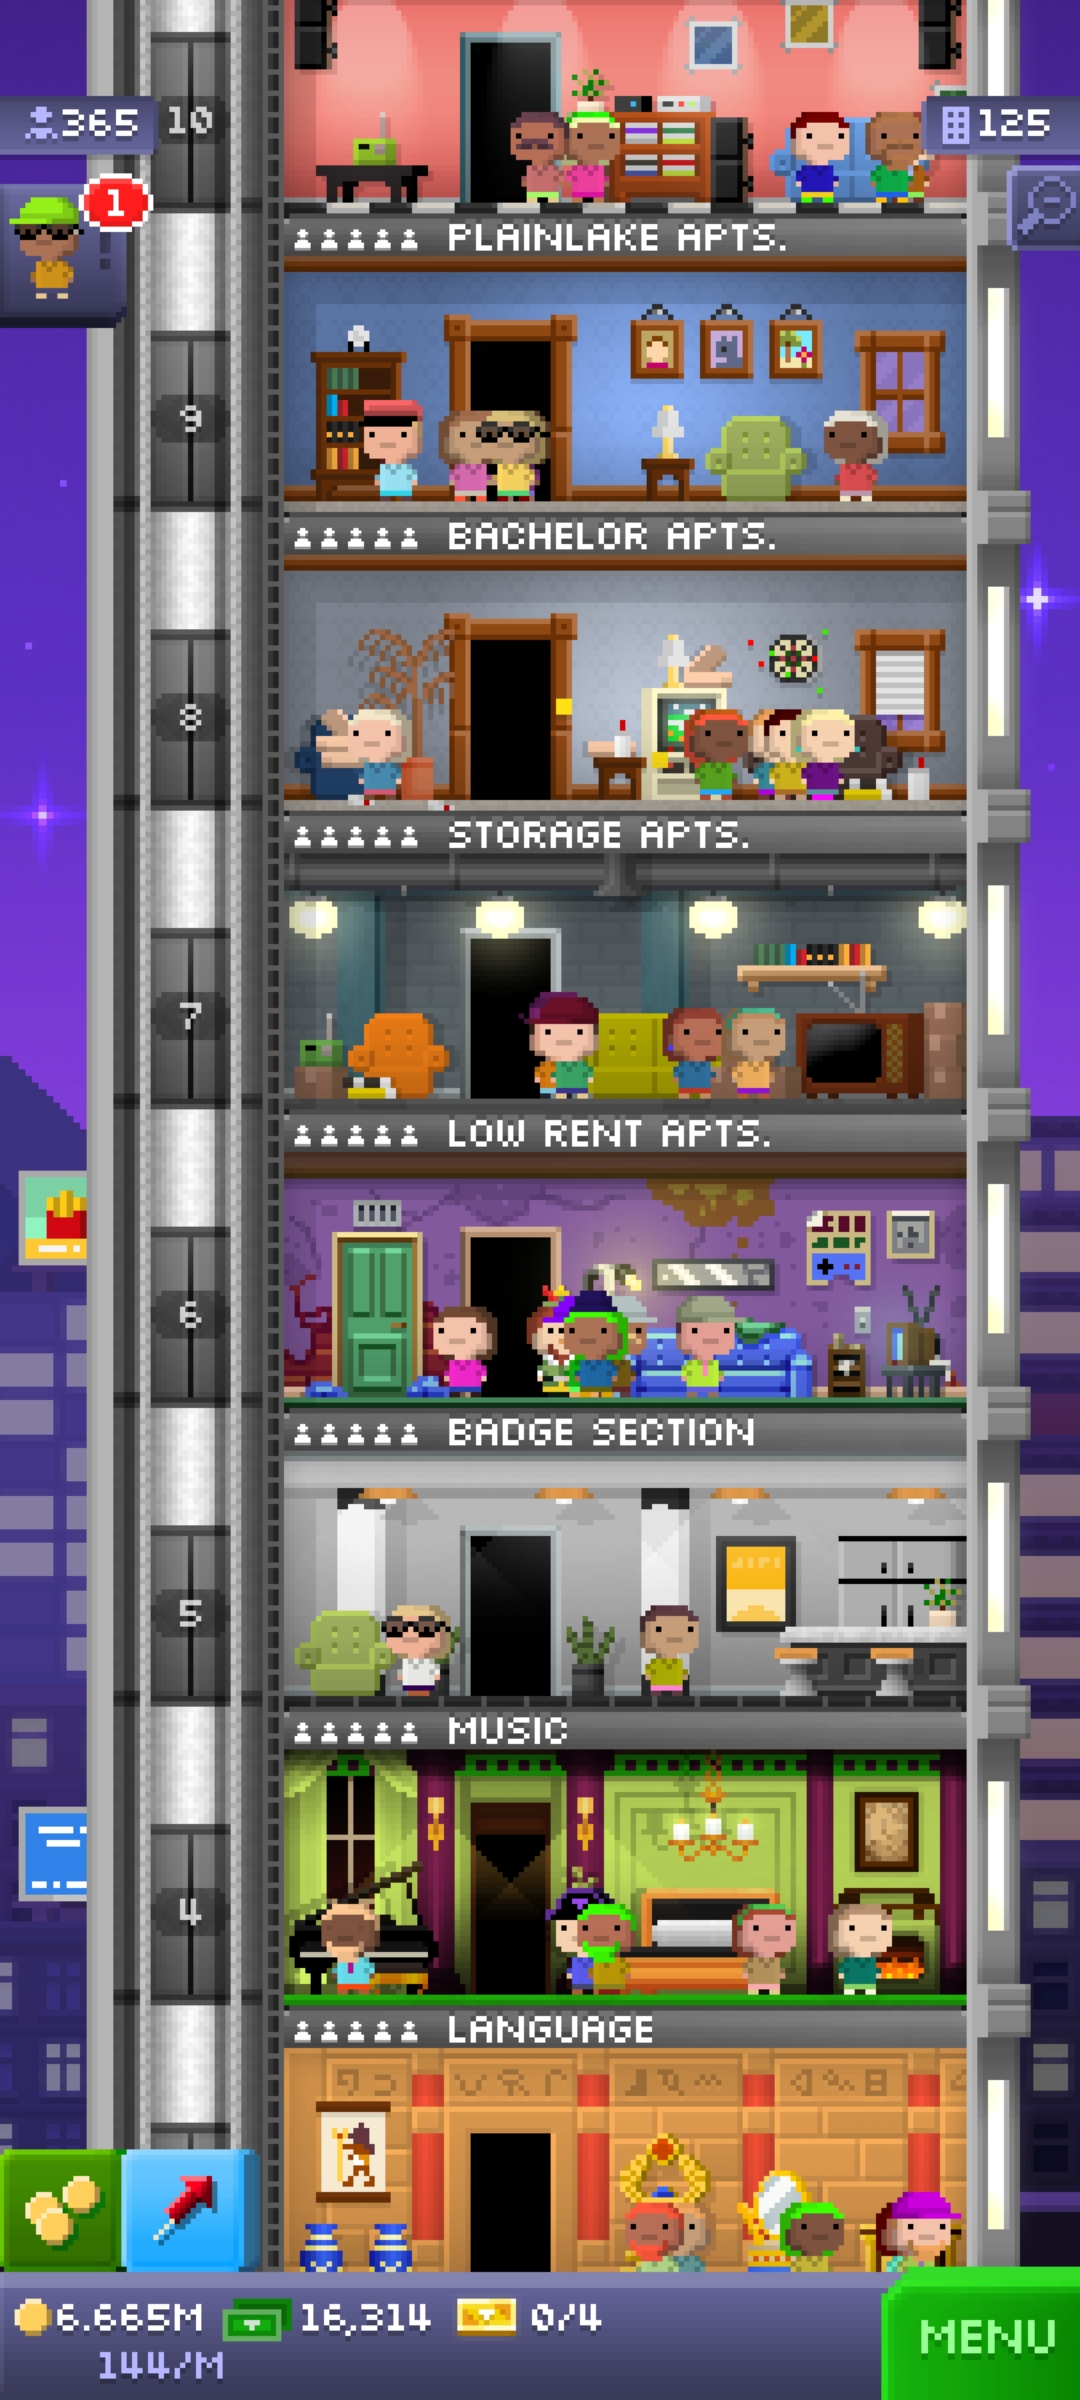 365
10
125
1
PLAINLAKE APTS.
9
BACHELOR APTS.
8
STORAGE APTS.
7
LOW RENT APTS.
6
BADGE SECTION
5
MUSIC
4
LANGUAGE
6.665M
16,314
0/4
144/M
MENU